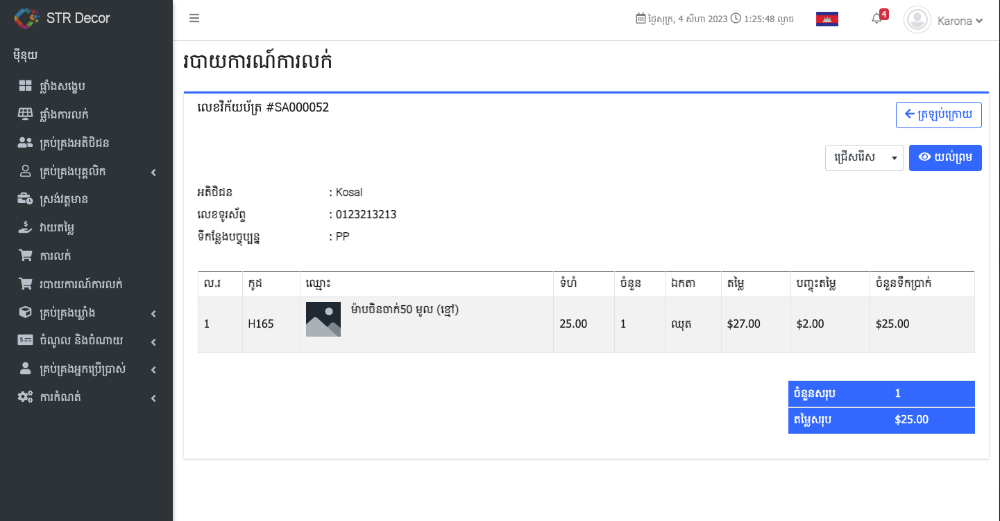 STR Decor
ថ្ងៃសុក្រ, 4 សីហា 2023 1:25:48 ល្ងាច
4
Karona
ម៉ឺនុយ
ផ្ទាំងសង្ខេប
ផ្ទាំងការលក់
គ្រប់គ្រងអតិថិជន
គ្រប់គ្រងបុគ្គលិក
ស្រង់វត្តមាន
វាយតម្លៃ
ការលក់
របាយការណ៍ការលក់
គ្រប់គ្រងឃ្លាំង
ចំណូល និងចំណាយ
គ្រប់គ្រងអ្នកប្រើប្រាស់
ការកំណត់
របាយការណ៍ការលក់
លេខវិក័យប័ត្រ #SA000052
ត្រឡប់ក្រោយ
ជ្រើសរើស
យល់ព្រម
អតិថិជន : Kosal
លេខទូរស័ព្ទ : 0123213213
ទីកន្លែងបច្ចុប្បន្ន : PP
ល.រ កូដ ឈ្មោះ ទំហំ ចំនួន ឯកតា តម្លៃ បញ្ចុះតម្លៃ ចំនួនទឹកប្រាក់
1 H165 ម៉ាបចិនចាក់50 មូល (ខ្មៅ) 25.00 1 ឈុត $27.00 $2.00 $25.00
ចំនួនសរុប 1
តម្លៃសរុប $25.00